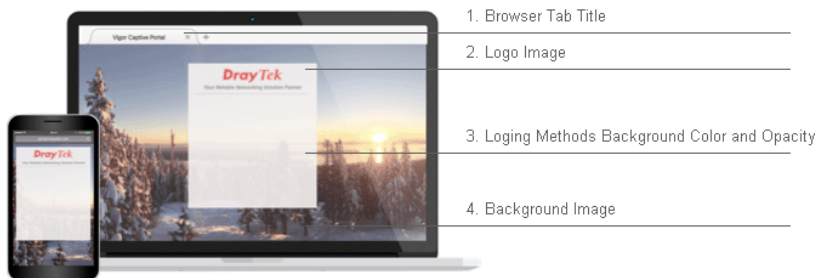 1. Browser Tab Title
Vigor Captive Portal
2. Logo Image
DrayTek
Your Reliable Networking Solution Partner
3. Loging Methods Background Color and Opacity
4. Background Image
DrayTek